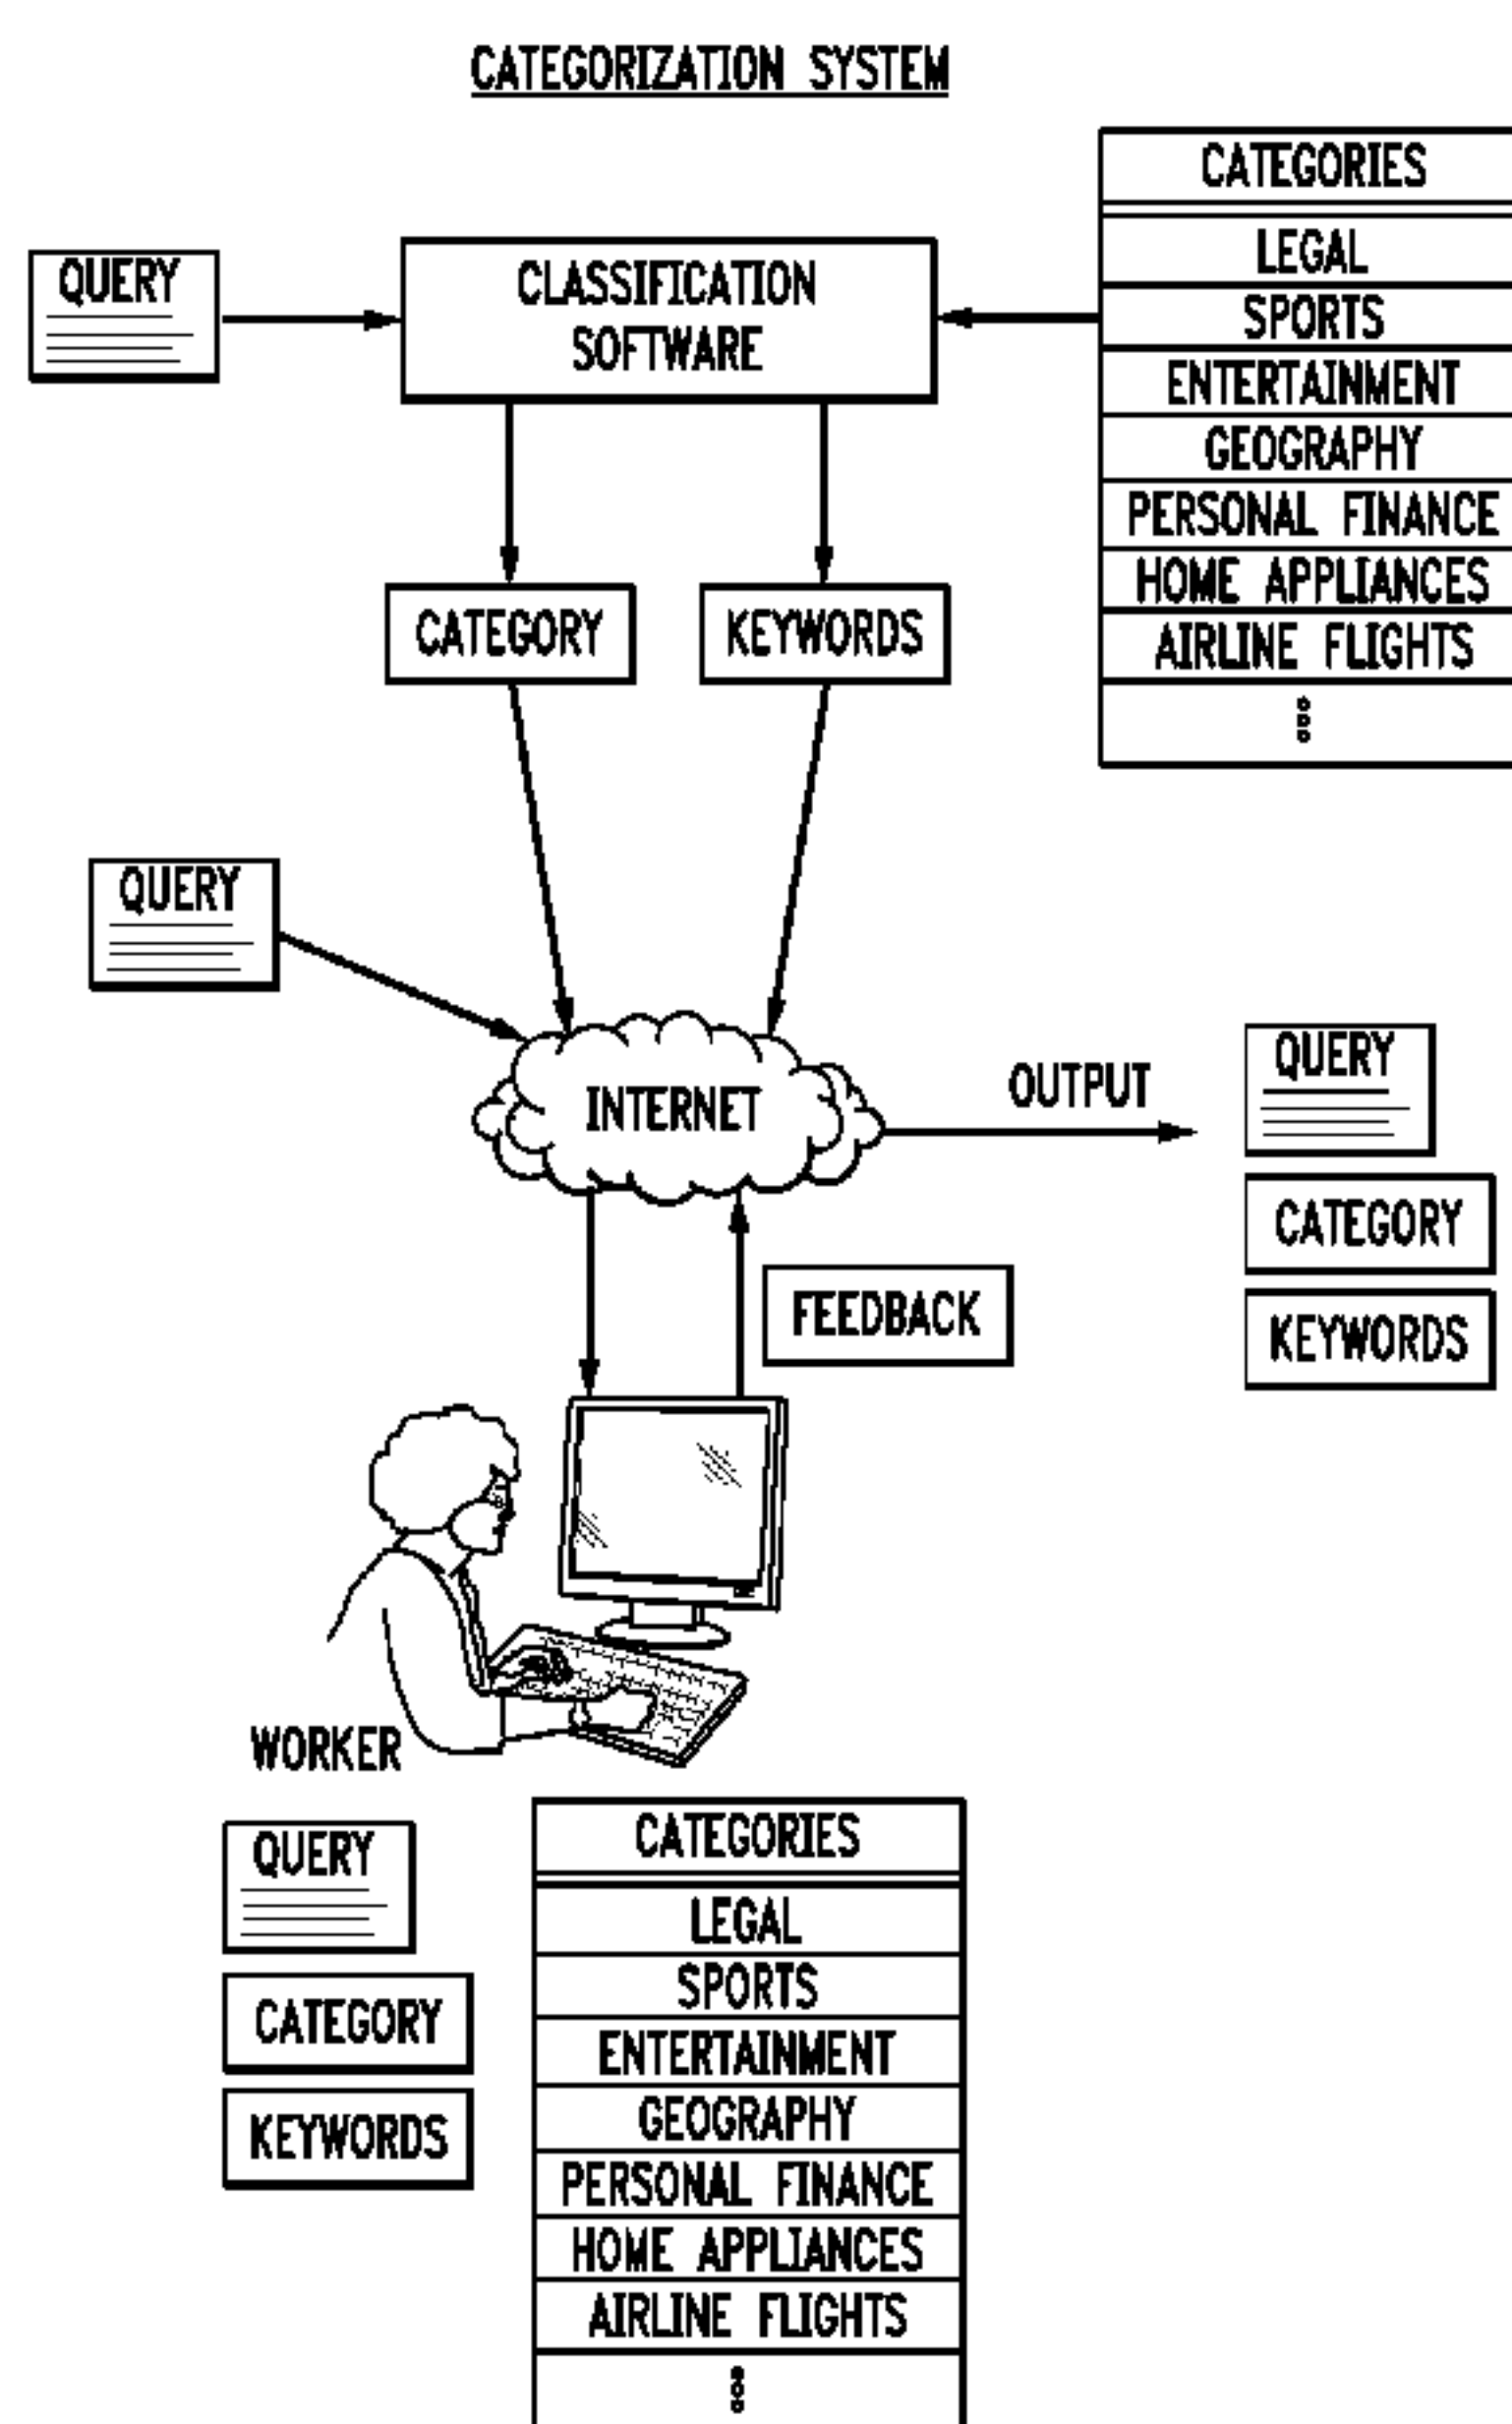 CATEGORIZATION SYSTEM
CATEGORIES
LEGAL
SPORTS
ENTERTAINMENT
GEOGRAPHY
PERSONAL FINANCE
HOME APPLIANCES
AIRLINE FLIGHTS
QUERY
CLASSIFICATION
SOFTWARE
CATEGORY
KEYWORDS
QUERY
INTERNET
OUTPUT
QUERY
CATEGORY
KEYWORDS
FEEDBACK
WORKER
QUERY
CATEGORY
KEYWORDS
CATEGORIES
LEGAL
SPORTS
ENTERTAINMENT
GEOGRAPHY
PERSONAL FINANCE
HOME APPLIANCES
AIRLINE FLIGHTS